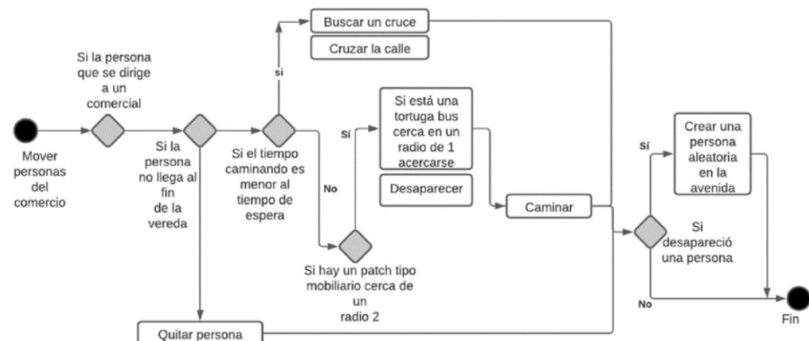 Mover
personas
del
comercio
Si la persona
que se dirige
a un
comercial
Si la
persona
no llega al
fin
de la
vereda
Quitar persona
Si el tiempo
caminando es
menor al
tiempo de
espera
si
Buscar un cruce
Cruzar la calle
No
Si hay un patch tipo
mobiliario cerca de
un
radio 2
Sí
Si está una
tortuga bus
cerca en un
radio de 1
acercarse
Desaparecer
Caminar
Si
desapareció
una persona
Sí
Crear una
persona
aleatoria
en la
avenida
No
Fin